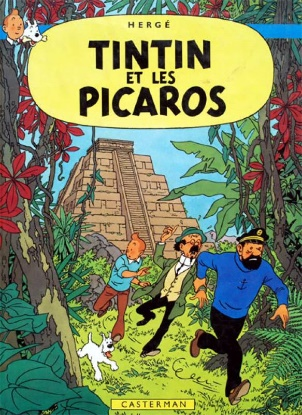 HERGÉ
TINTIN
ET LES
PICAROS
CASTERMAN